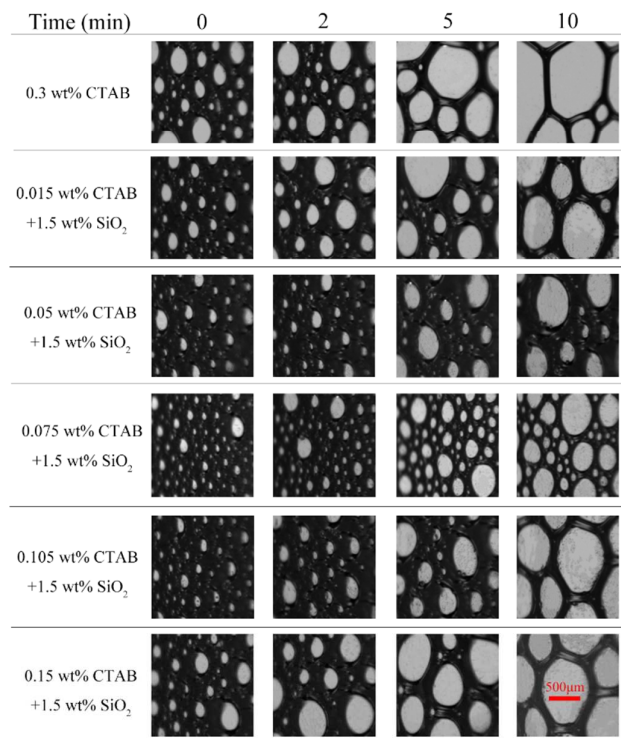 Time (min) 0 2 5 10
0.3 wt% CTAB
0.015 wt% CTAB
+1.5 wt% SiO₂
0.05 wt% CTAB
+1.5 wt% SiO₂
0.075 wt% CTAB
+1.5 wt% SiO₂
0.105 wt% CTAB
+1.5 wt% SiO₂
0.15 wt% CTAB
+1.5 wt% SiO₂
500μm